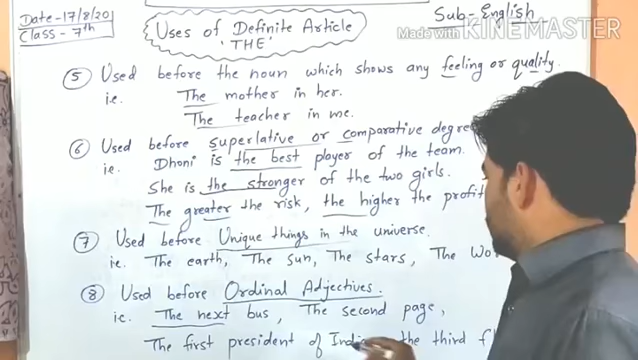 Date-17/8/20
Class - 7th
Uses of Definite Article
'THE'
Sub- English
Made with KINEMASTER
⑤ Used before the noun which shows any feeling or quality.
i.e. The mother in her.
The teacher in me.
⑥ Used before superlative or comparative degre
ie. Dhoni is the best player of the team.
She is the stronger of the two girls.
The greater the risk, the higher the profit
⑦ Used before Unique things in the universe.
ie. The earth, The sun, The stars, The Wo
⑧ Used before Ordinal Adjectives.
ie. The next bus, The second page,
The first president of India the third